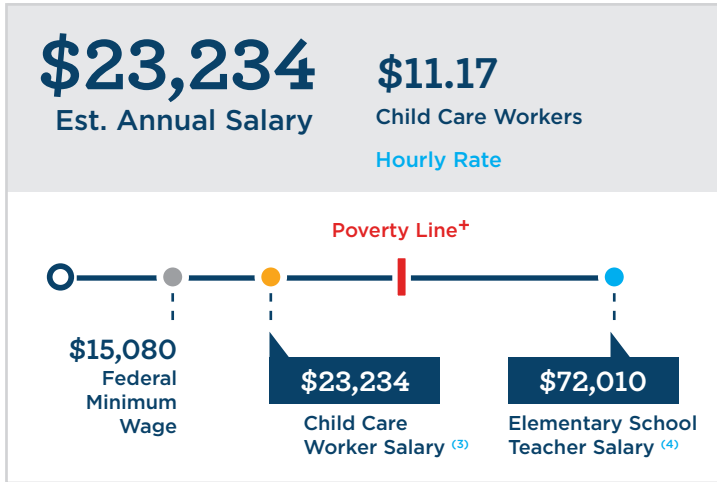 $23,234
Est. Annual Salary
$11.17
Child Care Workers
Hourly Rate
Poverty Line+
$15,080
Federal
Minimum
Wage
$23,234
Child Care
Worker Salary (3)
$72,010
Elementary School
Teacher Salary (4)